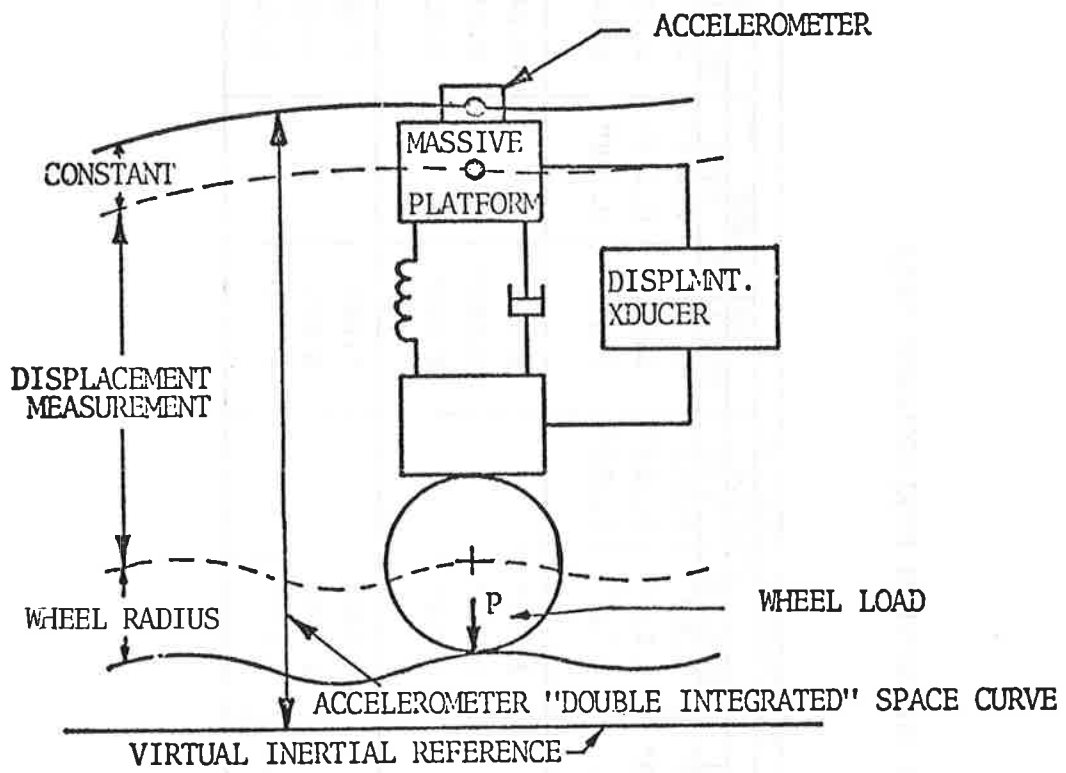 ACCELEROMETER
MASSIVE
PLATFORM
CONSTANT
DISPLMNT.
XDUCER
DISPLACEMENT
MEASUREMENT
P
WHEEL LOAD
WHEEL RADIUS
ACCELEROMETER "DOUBLE INTEGRATED" SPACE CURVE
VIRTUAL INERTIAL REFERENCE